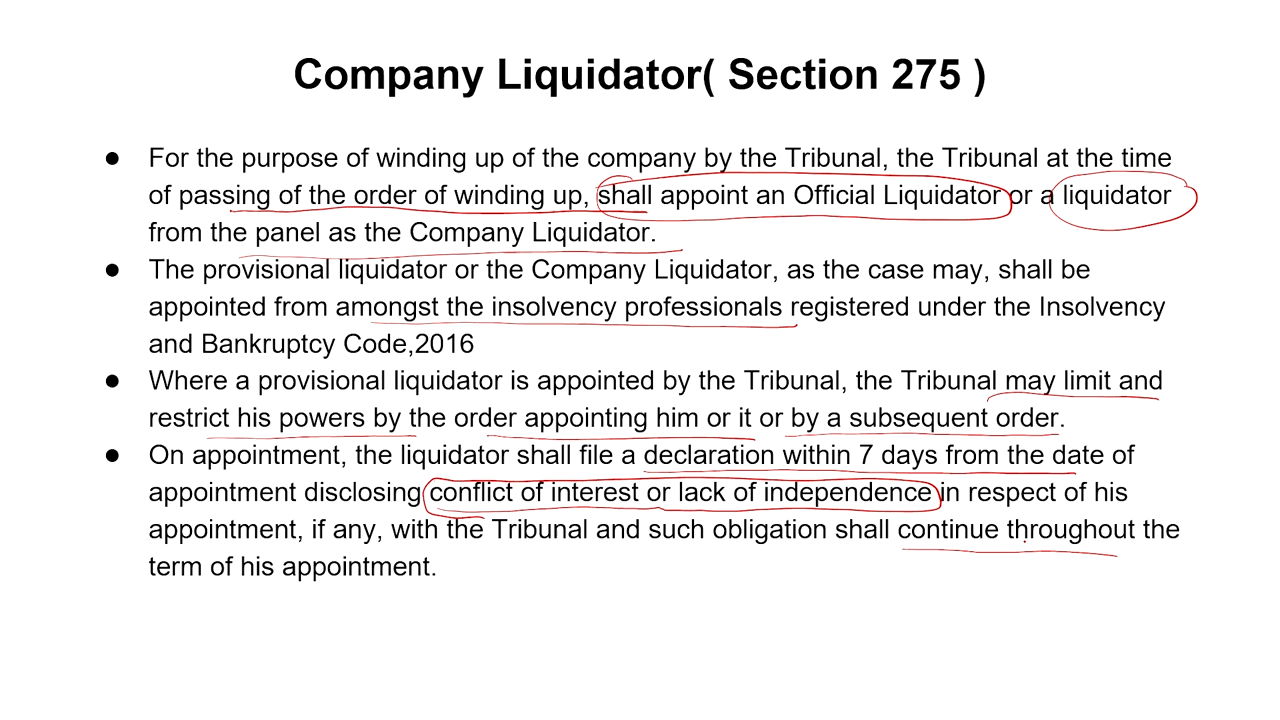 Company Liquidator( Section 275 )
● For the purpose of winding up of the company by the Tribunal, the Tribunal at the time
of passing of the order of winding up, shall appoint an Official Liquidator or a liquidator
from the panel as the Company Liquidator.
● The provisional liquidator or the Company Liquidator, as the case may, shall be
appointed from amongst the insolvency professionals registered under the Insolvency
and Bankruptcy Code,2016
● Where a provisional liquidator is appointed by the Tribunal, the Tribunal may limit and
restrict his powers by the order appointing him or it or by a subsequent order.
● On appointment, the liquidator shall file a declaration within 7 days from the date of
appointment disclosing conflict of interest or lack of independence in respect of his
appointment, if any, with the Tribunal and such obligation shall continue throughout the
term of his appointment.